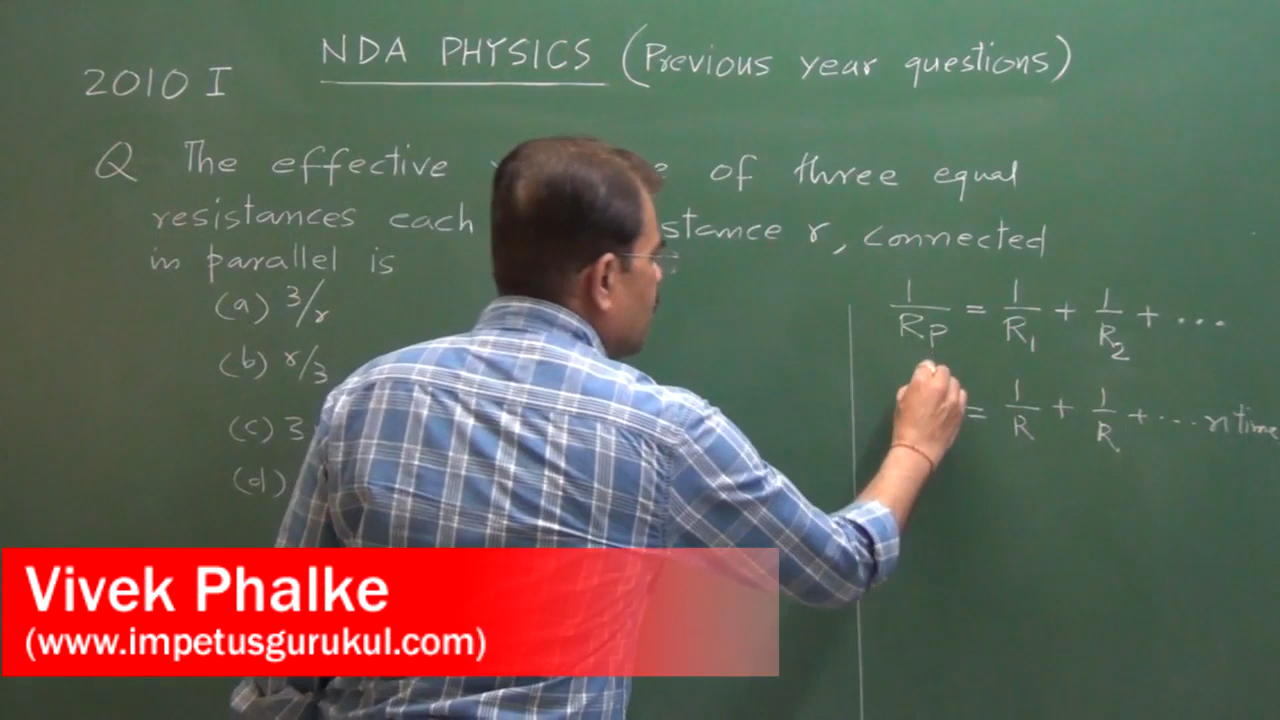 NDA PHYSICS (Previous year questions)
2010 I
Q The effective of three equal
resistances each r, connected
in parallel is
(a) 3/r
(b) r/3
(c) 3
(d)
1/RP = 1/R1 + 1/R2 + ...
= 1/R + 1/R + ... n time
Vivek Phalke
(www.impetusgurukul.com)